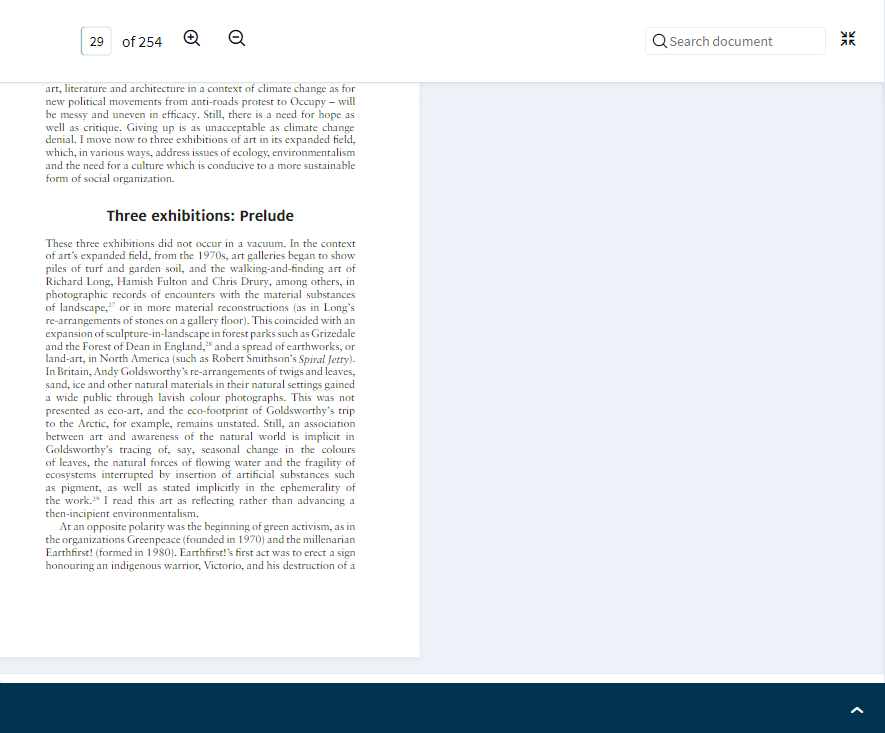 29 of 254
Search document
art, literature and architecture in a context of climate change as for
new political movements from anti-roads protest to Occupy – will
be messy and uneven in efficacy. Still, there is a need for hope as
well as critique. Giving up is as unacceptable as climate change
denial. I move now to three exhibitions of art in its expanded field,
which, in various ways, address issues of ecology, environmentalism
and the need for a culture which is conducive to a more sustainable
form of social organization.
Three exhibitions: Prelude
These three exhibitions did not occur in a vacuum. In the context
of art's expanded field, from the 1970s, art galleries began to show
piles of turf and garden soil, and the walking-and-finding art of
Richard Long, Hamish Fulton and Chris Drury, among others, in
photographic records of encounters with the material substances
of landscape,27 or in more material reconstructions (as in Long's
re-arrangements of stones on a gallery floor). This coincided with an
expansion of sculpture-in-landscape in forest parks such as Grizedale
and the Forest of Dean in England,28 and a spread of earthworks, or
land-art, in North America (such as Robert Smithson's Spiral Jetty).
In Britain, Andy Goldsworthy's re-arrangements of twigs and leaves,
sand, ice and other natural materials in their natural settings gained
a wide public through lavish colour photographs. This was not
presented as eco-art, and the eco-footprint of Goldsworthy's trip
to the Arctic, for example, remains unstated. Still, an association
between art and awareness of the natural world is implicit in
Goldsworthy's tracing of, say, seasonal change in the colours
of leaves, the natural forces of flowing water and the fragility of
ecosystems interrupted by insertion of artificial substances such
as pigment, as well as stated implicitly in the ephemerality of
the work.29 I read this art as reflecting rather than advancing a
then-incipient environmentalism.
At an opposite polarity was the beginning of green activism, as in
the organizations Greenpeace (founded in 1970) and the millenarian
Earthfirst! (formed in 1980). Earthfirst!'s first act was to erect a sign
honouring an indigenous warrior, Victorio, and his destruction of a